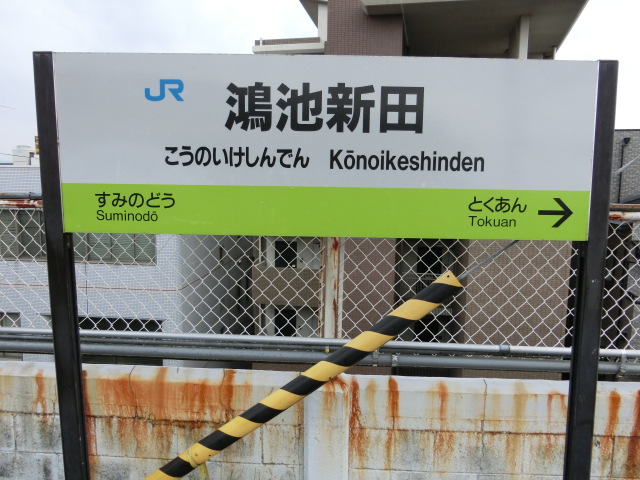 JR 鴻池新田
こうのいけしんでん Kōnoikeshinden
すみのどう とくあん
Suminodō Tokuan